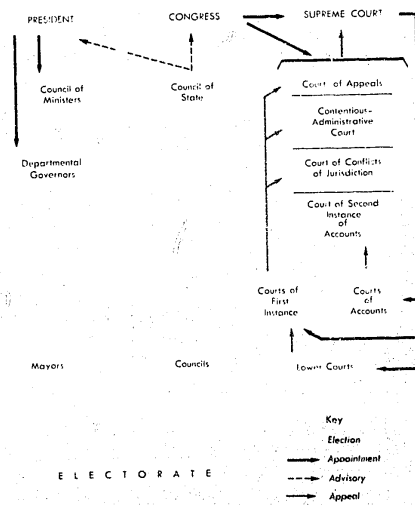 PRESIDENT
CONGRESS
SUPREME COURT
Council of
Ministers
Council of
State
Court of Appeals
Contentious-
Administrative
Court
Court of Conflicts
of Jurisdiction
Court of Second
Instance
of
Accounts
Departmental
Governors
Courts of
First
Instance
Courts
of
Accounts
Mayors
Councils
Lower Courts
Key
Election
Appointment
Advisory
Appeal
ELECTORATE